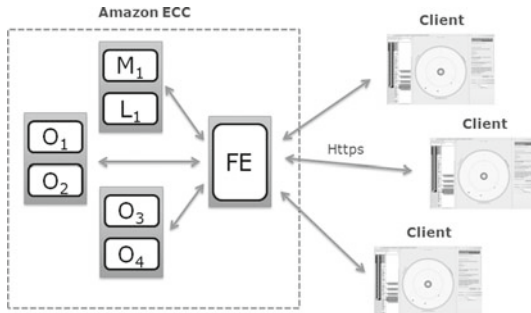 Amazon ECC
Client
M₁
L₁
O₁
O₂
FE
Https
Client
O₃
O₄
Client